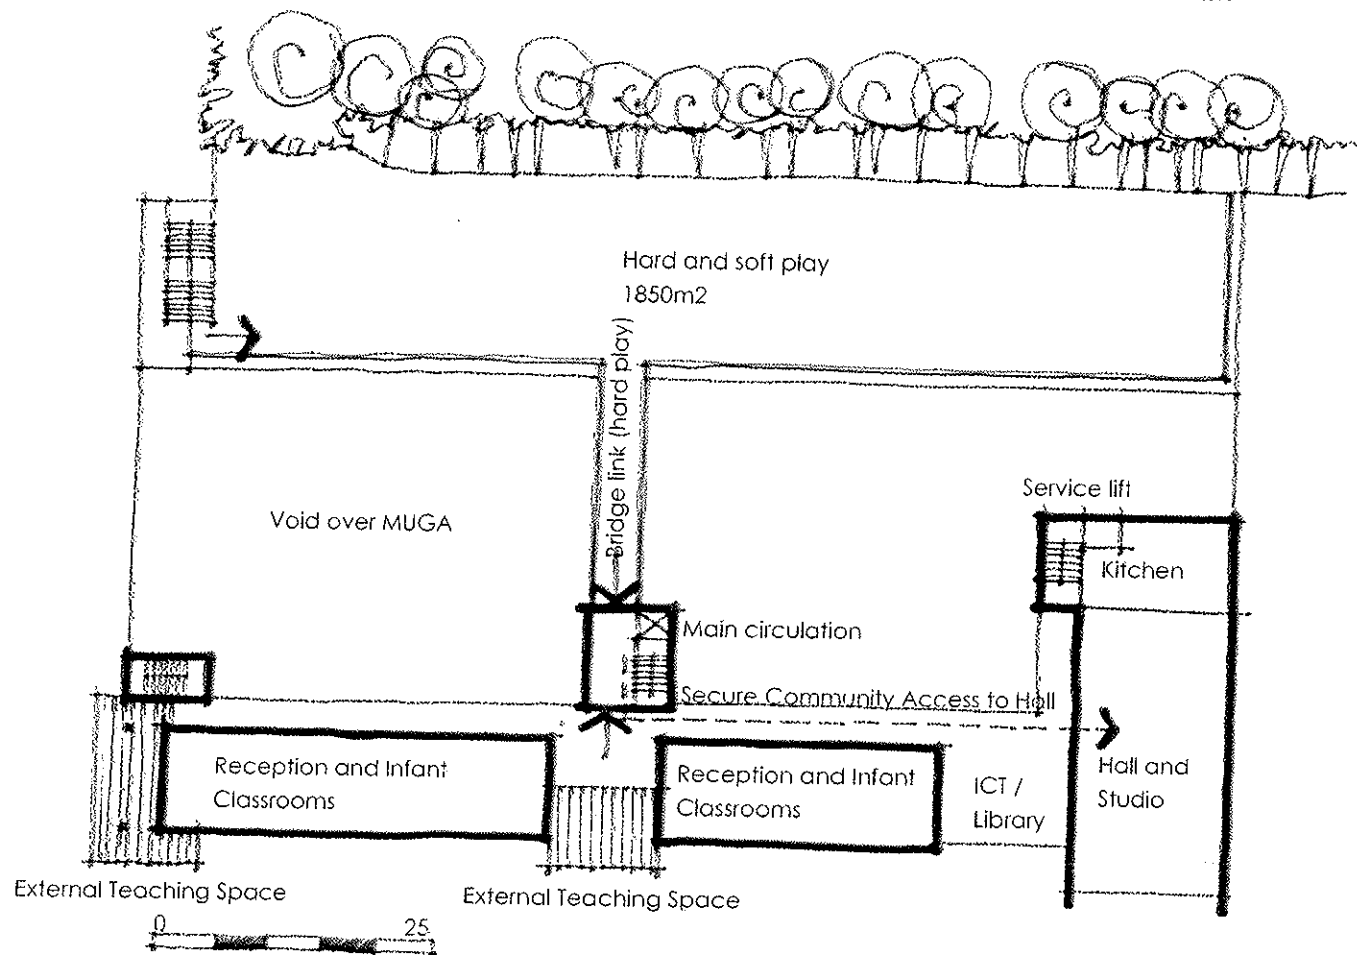 Hard and soft play
1850m2
Bridge link (hard play)
Service lift
Void over MUGA
Kitchen
Main circulation
Secure Community Access to Hall
Reception and Infant
Classrooms
Reception and Infant
Classrooms
ICT /
Library
Hall and
Studio
External Teaching Space
External Teaching Space
0
25